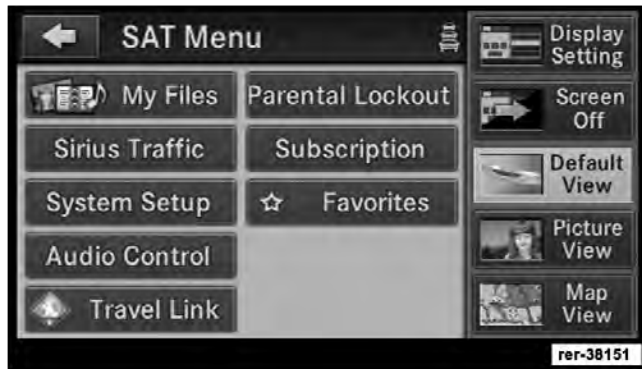 SAT Menu
My Files
Parental Lockout
Sirius Traffic
Subscription
System Setup
Favorites
Audio Control
Travel Link
Display
Setting
Screen
Off
Default
View
Picture
View
Map
View
rer-38151